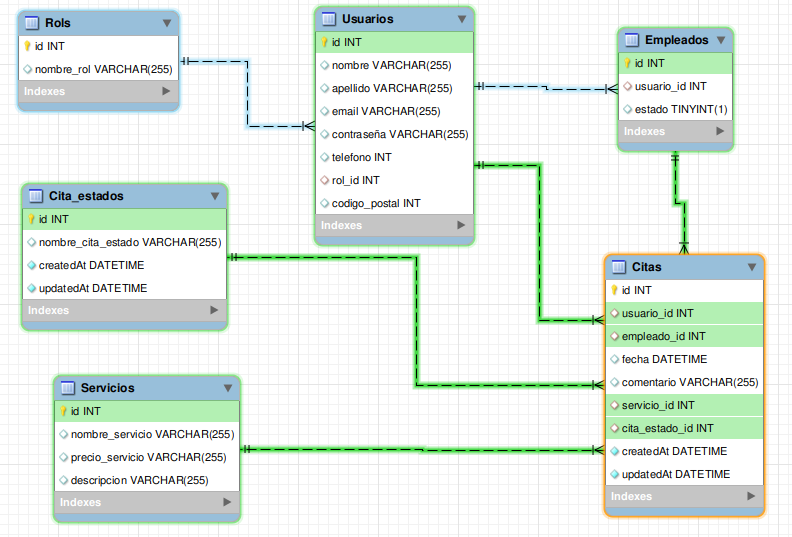 Rols
id INT
nombre_rol VARCHAR(255)
Indexes
Usuarios
id INT
nombre VARCHAR(255)
apellido VARCHAR(255)
email VARCHAR(255)
contraseña VARCHAR(255)
telefono INT
rol_id INT
codigo_postal INT
Indexes
Empleados
id INT
usuario_id INT
estado TINYINT(1)
Indexes
Cita_estados
id INT
nombre_cita_estado VARCHAR(255)
createdAt DATETIME
updatedAt DATETIME
Indexes
Citas
id INT
usuario_id INT
empleado_id INT
fecha DATETIME
comentario VARCHAR(255)
servicio_id INT
cita_estado_id INT
createdAt DATETIME
updatedAt DATETIME
Indexes
Servicios
id INT
nombre_servicio VARCHAR(255)
precio_servicio VARCHAR(255)
descripcion VARCHAR(255)
Indexes